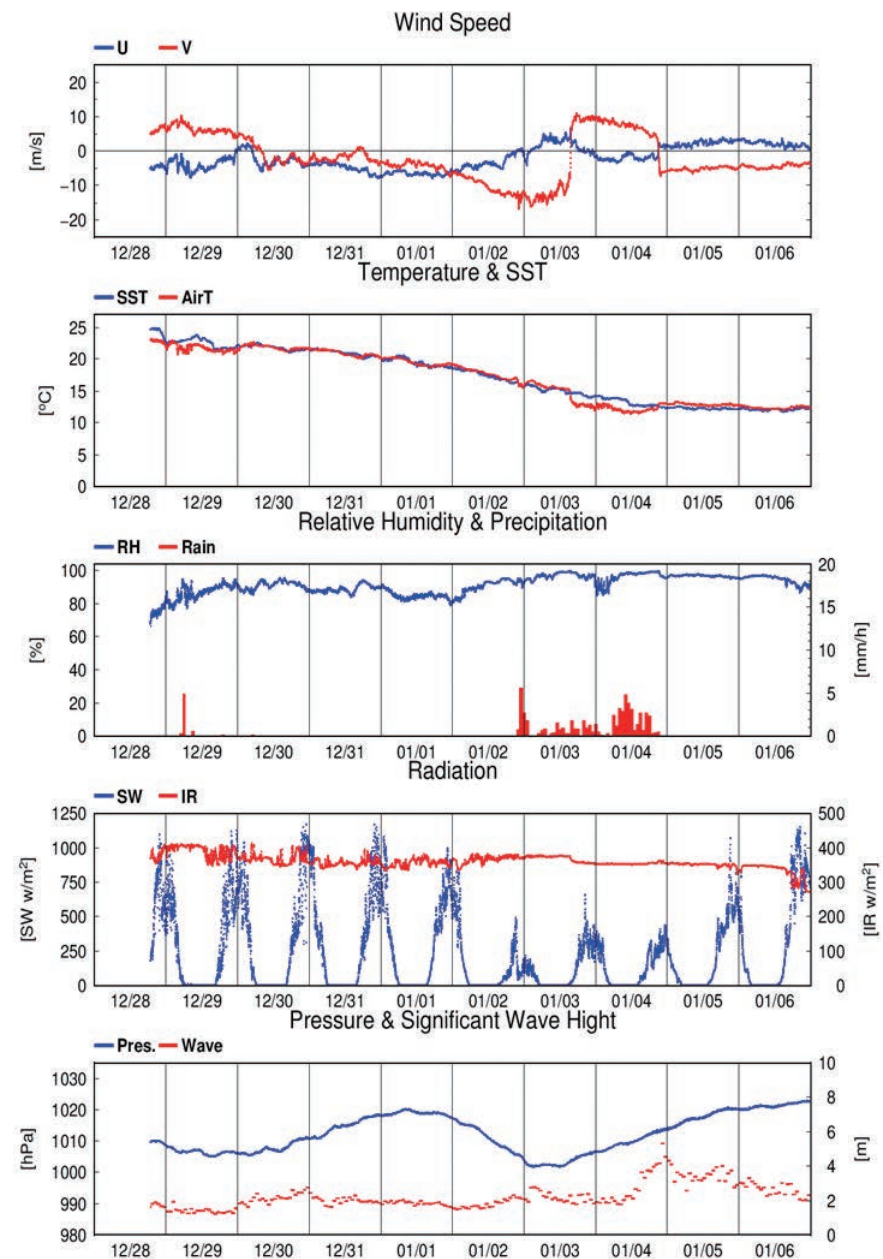 Wind Speed
U V
20
10
0
−10
−20
[m/s]
12/28 12/29 12/30 12/31 01/01 01/02 01/03 01/04 01/05 01/06
Temperature & SST
SST AirT
25
20
15
10
5
0
[°C]
12/28 12/29 12/30 12/31 01/01 01/02 01/03 01/04 01/05 01/06
Relative Humidity & Precipitation
RH Rain
100 20
80 15
60
40 10
20 5
0 0
[%] [mm/h]
12/28 12/29 12/30 12/31 01/01 01/02 01/03 01/04 01/05 01/06
Radiation
SW IR
1250 500
1000 400
750 300
500 200
250 100
0 0
[SW w/m²] [IR w/m²]
12/28 12/29 12/30 12/31 01/01 01/02 01/03 01/04 01/05 01/06
Pressure & Significant Wave Hight
Pres. Wave
1030 10
1020 8
1010 6
1000 4
990 2
980 0
[hPa] [m]
12/28 12/29 12/30 12/31 01/01 01/02 01/03 01/04 01/05 01/06